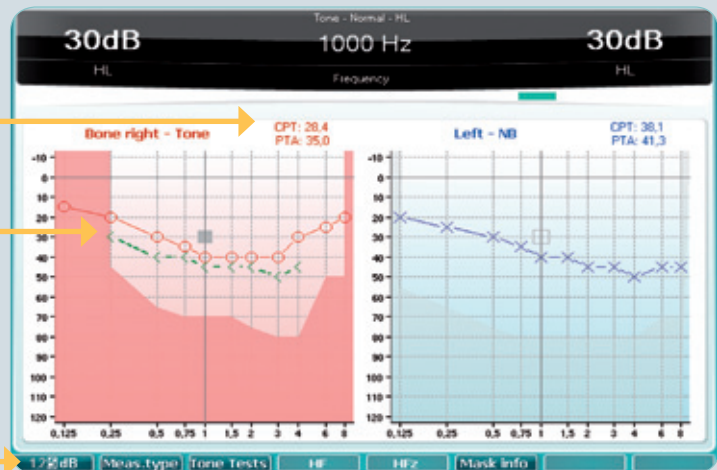 Tone - Normal - HL
30dB 1000 Hz 30dB
HL Frequency HL
Bone right - Tone CPT: 28,4 PTA: 35,0
Left - NB CPT: 38,1 PTA: 41,3
-10 -10
0 0
10 10
20 20
30 30
40 40
50 50
60 60
70 70
80 80
90 90
100 100
110 110
120 120
0,125 0,25 0,5 0,75 1 1,5 2 3 4 6 8 0,125 0,25 0,5 0,75 1 1,5 2 3 4 6 8
Meas.type Tone Tests HF HFz Mask info